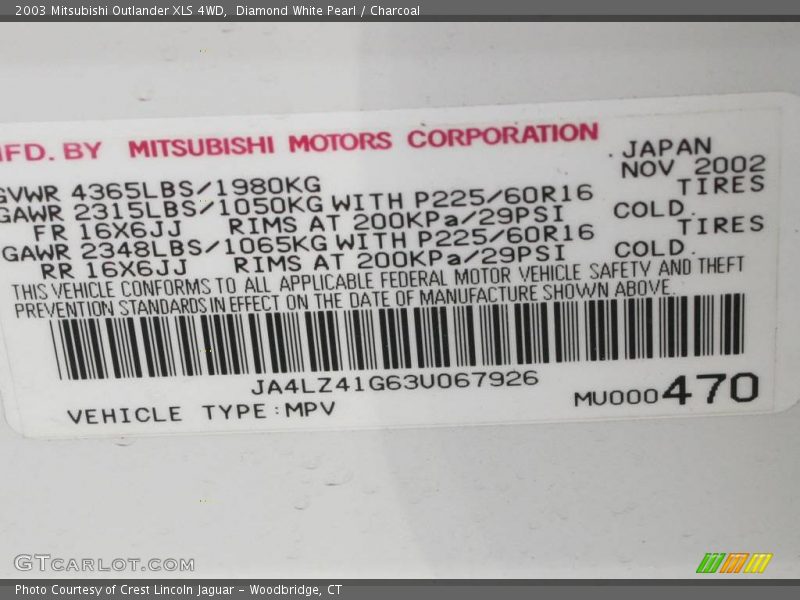 2003 Mitsubishi Outlander XLS 4WD,  Diamond White Pearl / Charcoal
MFD. BY MITSUBISHI MOTORS CORPORATION
JAPAN
NOV 2002
GVWR 4365LBS/1980KG
GAWR 2315LBS/1050KG WITH P225/60R16 TIRES
FR 16X6JJ RIMS AT 200KPa/29PSI COLD.
GAWR 2348LBS/1065KG WITH P225/60R16 TIRES
RR 16X6JJ RIMS AT 200KPa/29PSI COLD.
THIS VEHICLE CONFORMS TO ALL APPLICABLE FEDERAL MOTOR VEHICLE SAFETY AND THEFT
PREVENTION STANDARDS IN EFFECT ON THE DATE OF MANUFACTURE SHOWN ABOVE.
JA4LZ41G63U067926
VEHICLE TYPE:MPV
MU000470
GTCARLOT.COM
Photo Courtesy of Crest Lincoln Jaguar – Woodbridge, CT